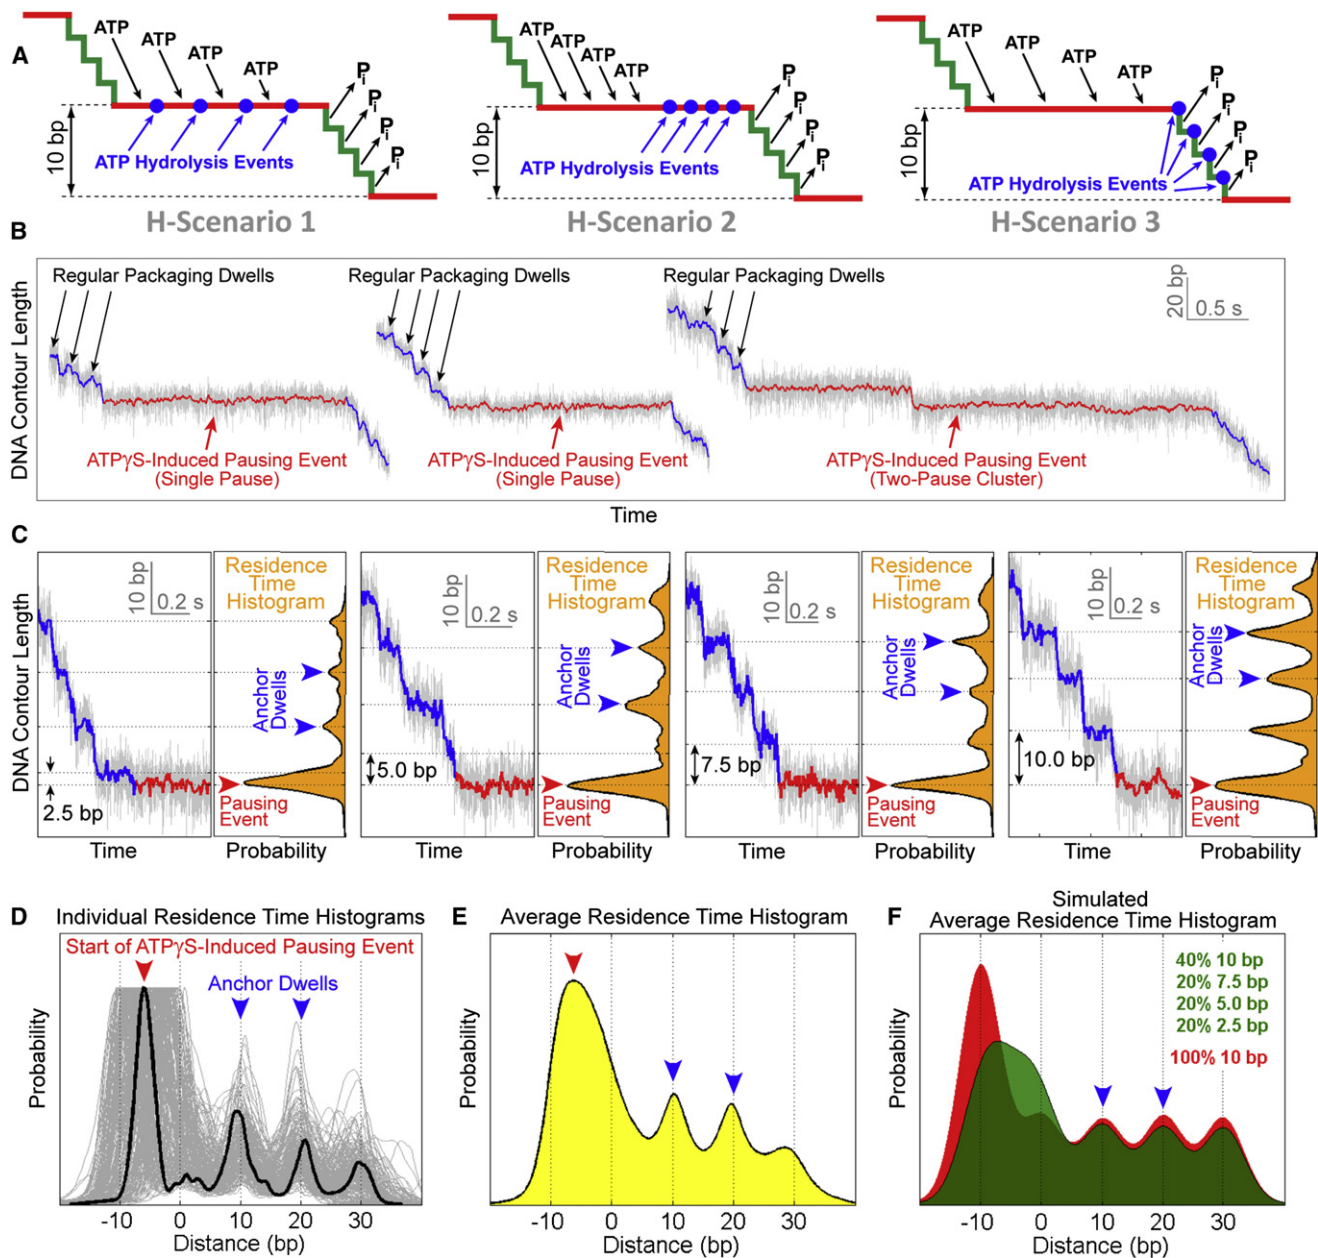 A
ATP
ATP
ATP
ATP
Pi
Pi
Pi
Pi
10 bp
ATP Hydrolysis Events
H-Scenario 1
ATP
ATP
ATP
ATP
Pi
Pi
Pi
Pi
10 bp
ATP Hydrolysis Events
H-Scenario 2
ATP
ATP
ATP
ATP
Pi
Pi
Pi
Pi
10 bp
ATP Hydrolysis Events
H-Scenario 3
B
DNA Contour Length
Regular Packaging Dwells
Regular Packaging Dwells
Regular Packaging Dwells
20 bp
0.5 s
ATPγS-Induced Pausing Event
(Single Pause)
ATPγS-Induced Pausing Event
(Single Pause)
ATPγS-Induced Pausing Event
(Two-Pause Cluster)
Time
C
DNA Contour Length
10 bp
0.2 s
2.5 bp
Time
Residence
Time
Histogram
Anchor
Dwells
Pausing
Event
Probability
10 bp
0.2 s
5.0 bp
Time
Residence
Time
Histogram
Anchor
Dwells
Pausing
Event
Probability
10 bp
0.2 s
7.5 bp
Time
Residence
Time
Histogram
Anchor
Dwells
Pausing
Event
Probability
10 bp
0.2 s
10.0 bp
Time
Residence
Time
Histogram
Anchor
Dwells
Pausing
Event
Probability
D
Individual Residence Time Histograms
Start of ATPγS-Induced Pausing Event
Anchor Dwells
Probability
-10 0 10 20 30
Distance (bp)
E
Average Residence Time Histogram
Probability
-10 0 10 20 30
Distance (bp)
F
Simulated
Average Residence Time Histogram
40% 10 bp
20% 7.5 bp
20% 5.0 bp
20% 2.5 bp
100% 10 bp
Probability
-10 0 10 20 30
Distance (bp)